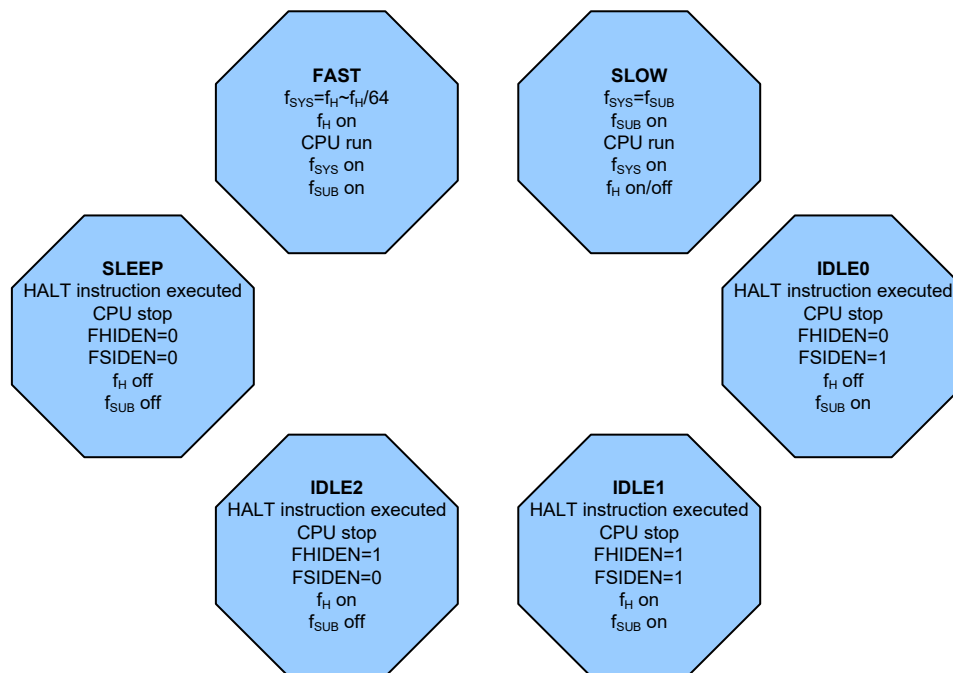 FAST
fSYS=fH~fH/64
fH on
CPU run
fSYS on
fSUB on
SLOW
fSYS=fSUB
fSUB on
CPU run
fSYS on
fH on/off
SLEEP
HALT instruction executed
CPU stop
FHIDEN=0
FSIDEN=0
fH off
fSUB off
IDLE0
HALT instruction executed
CPU stop
FHIDEN=0
FSIDEN=1
fH off
fSUB on
IDLE2
HALT instruction executed
CPU stop
FHIDEN=1
FSIDEN=0
fH on
fSUB off
IDLE1
HALT instruction executed
CPU stop
FHIDEN=1
FSIDEN=1
fH on
fSUB on